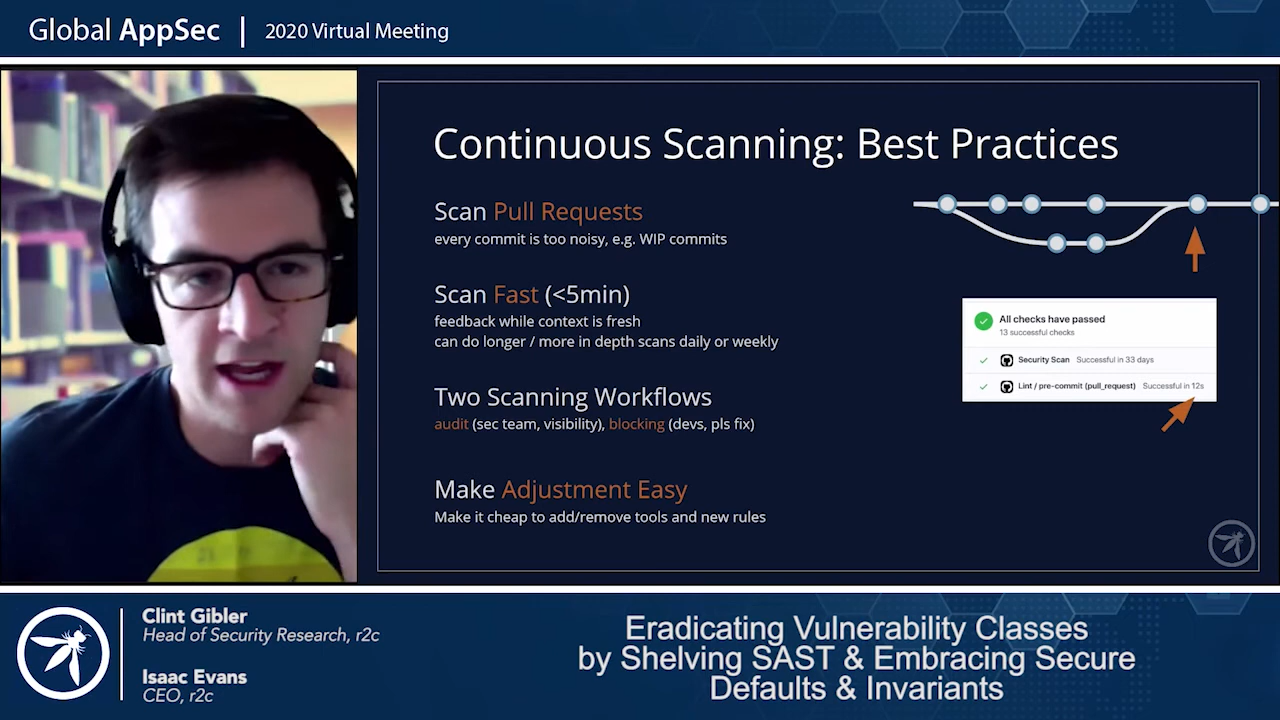 Global AppSec | 2020 Virtual Meeting
Continuous Scanning: Best Practices
Scan Pull Requests
every commit is too noisy, e.g. WIP commits
Scan Fast (<5min)
feedback while context is fresh
can do longer / more in depth scans daily or weekly
Two Scanning Workflows
audit (sec team, visibility), blocking (devs, pls fix)
Make Adjustment Easy
Make it cheap to add/remove tools and new rules
All checks have passed
13 successful checks
Security Scan Successful in 33 days
Lint / pre-commit (pull_request) Successful in 12s
Clint Gibler
Head of Security Research, r2c
Isaac Evans
CEO, r2c
Eradicating Vulnerability Classes
by Shelving SAST & Embracing Secure
Defaults & Invariants